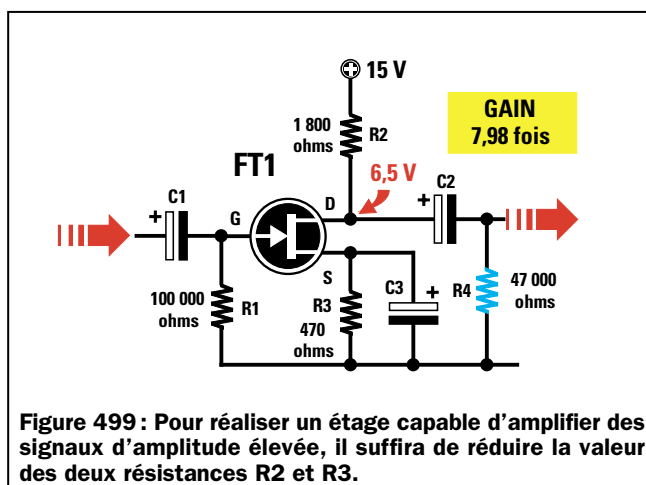 15 V
GAIN
7,98 fois
1 800
ohms
R2
FT1
6,5 V
C1
+
G
D
+
C2
S
100 000
ohms
R1
R3
470
ohms
C3
+
R4
47 000
ohms
Figure 499 : Pour réaliser un étage capable d'amplifier des
signaux d'amplitude élevée, il suffira de réduire la valeur
des deux résistances R2 et R3.